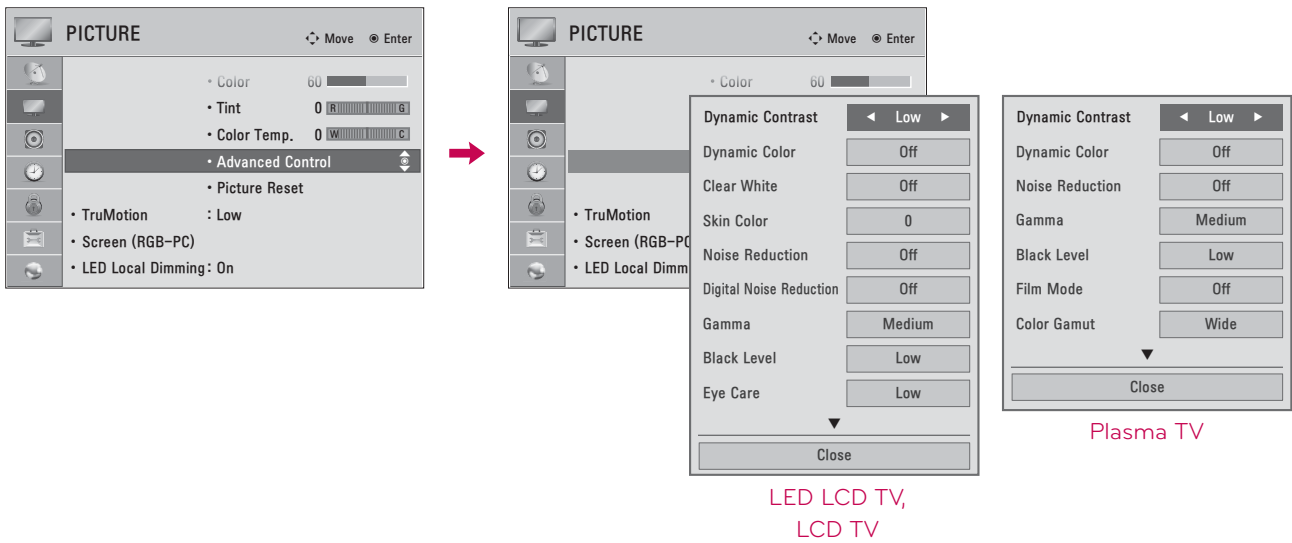 PICTURE Move Enter
• Color 60
• Tint 0 R G
• Color Temp. 0 W C
• Advanced Control
• Picture Reset
• TruMotion : Low
• Screen (RGB-PC)
• LED Local Dimming: On
PICTURE Move Enter
• Color 60
• TruMotion
• Screen (RGB-PC
• LED Local Dimm
Dynamic Contrast ◄ Low ►
Dynamic Color Off
Clear White Off
Skin Color 0
Noise Reduction Off
Digital Noise Reduction Off
Gamma Medium
Black Level Low
Eye Care Low
▼
Close
LED LCD TV,
LCD TV
Dynamic Contrast ◄ Low ►
Dynamic Color Off
Noise Reduction Off
Gamma Medium
Black Level Low
Film Mode Off
Color Gamut Wide
▼
Close
Plasma TV